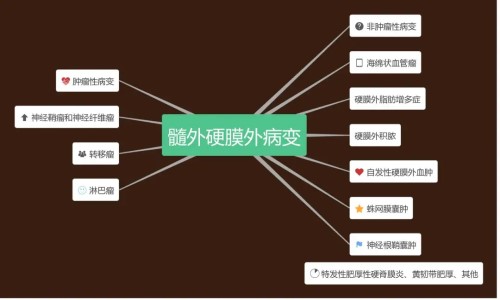 髓外硬膜外病变
肿瘤性病变
神经鞘瘤和神经纤维瘤
转移瘤
淋巴瘤
非肿瘤性病变
海绵状血管瘤
硬膜外脂肪增多症
硬膜外积脓
自发性硬膜外血肿
蛛网膜囊肿
神经根鞘囊肿
特发性肥厚性硬脊膜炎、黄韧带肥厚、其他